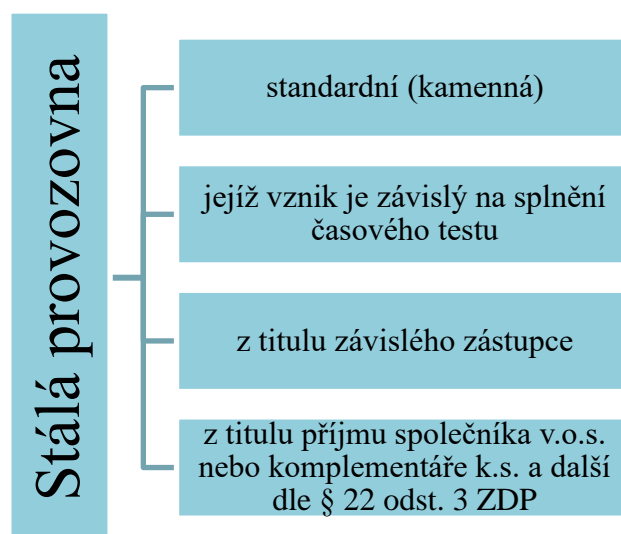 Stálá provozovna
standardní (kamenná)
jejíž vznik je závislý na splnění
časového testu
z titulu závislého zástupce
z titulu příjmu společníka v.o.s.
nebo komplementáře k.s. a další
dle § 22 odst. 3 ZDP